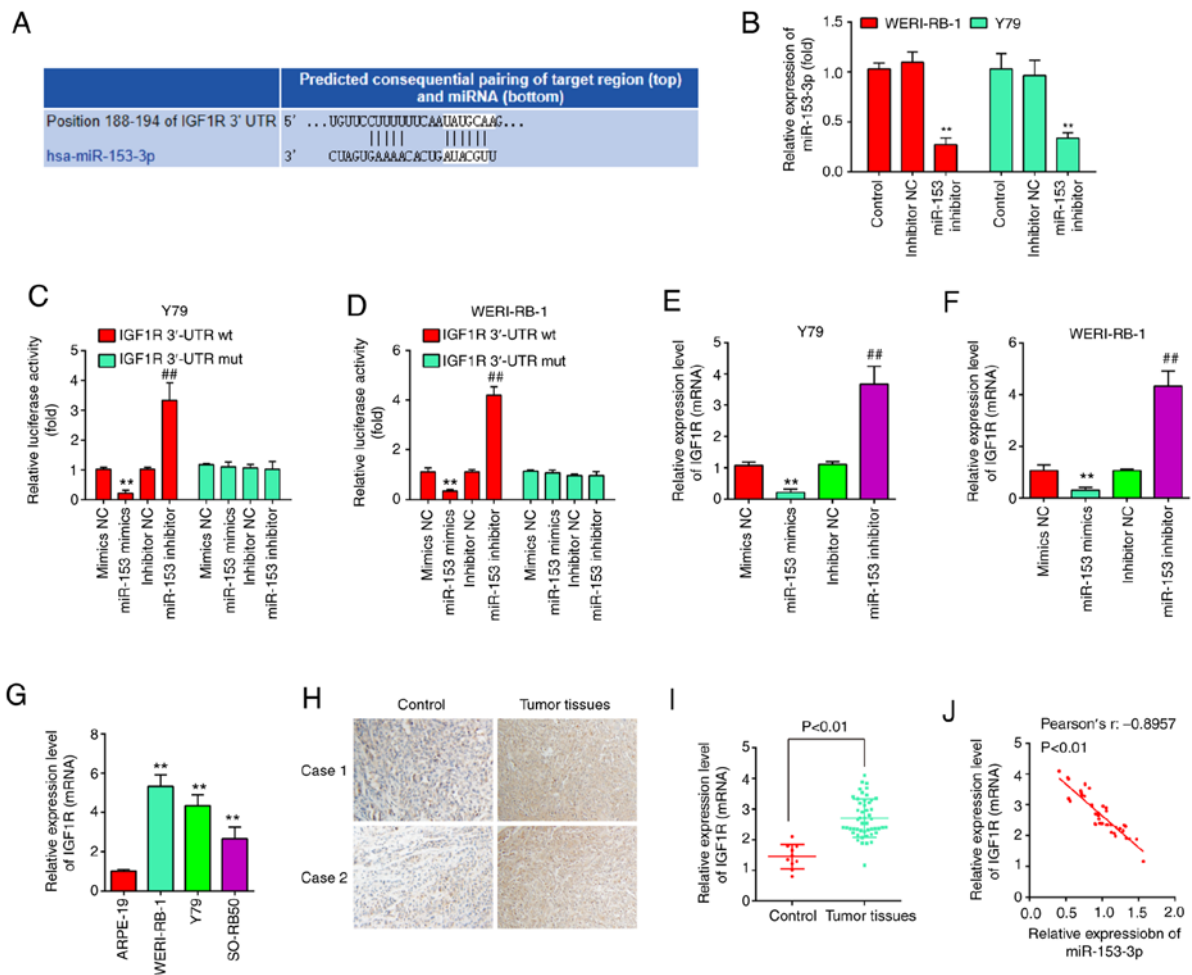 A
Predicted consequential pairing of target region (top)
and miRNA (bottom)
Position 188-194 of IGF1R 3' UTR
5' ...UGUUCCUUUUUUCAAUAUGCAAG...
hsa-miR-153-3p
3' CUAGUGAAAACACUGAUACGUU
B
WERI-RB-1
Y79
Relative expression of
miR-153-3p (fold)
1.5
1.0
0.5
0.0
**
**
Control
Inhibitor NC
miR-153
inhibitor
Control
Inhibitor NC
miR-153
inhibitor
C
Y79
IGF1R 3'-UTR wt
IGF1R 3'-UTR mut
Relative luciferase activity
(fold)
5
4
3
2
1
0
**
##
Mimics NC
miR-153 mimics
Inhibitor NC
miR-153 inhibitor
Mimics NC
miR-153 mimics
Inhibitor NC
miR-153 inhibitor
D
WERI-RB-1
IGF1R 3'-UTR wt
IGF1R 3'-UTR mut
Relative luciferase activity
(fold)
6
4
2
0
**
##
Mimics NC
miR-153 mimics
Inhibitor NC
miR-153 inhibitor
Mimics NC
miR-153 mimics
Inhibitor NC
miR-153 inhibitor
E
Y79
Relative expression level
of IGF1R (mRNA)
5
4
3
2
1
0
**
##
Mimics NC
miR-153 mimics
Inhibitor NC
miR-153 inhibitor
F
WERI-RB-1
Relative expression level
of IGF1R (mRNA)
6
4
2
0
**
##
Mimics NC
miR-153 mimics
Inhibitor NC
miR-153 inhibitor
G
Relative expression level
of IGF1R (mRNA)
8
6
4
2
0
**
**
**
ARPE-19
WERI-RB-1
Y79
SO-RB50
H
Control
Tumor tissues
Case 1
Case 2
I
P<0.01
Relative expression level
of IGF1R (mRNA)
5
4
3
2
1
0
Control
Tumor tissues
J
Pearson's r: –0.8957
P<0.01
Relative expression level
of IGF1R (mRNA)
5
4
3
2
1
0
0.0
0.5
1.0
1.5
2.0
Relative expressiobn of
miR-153-3p